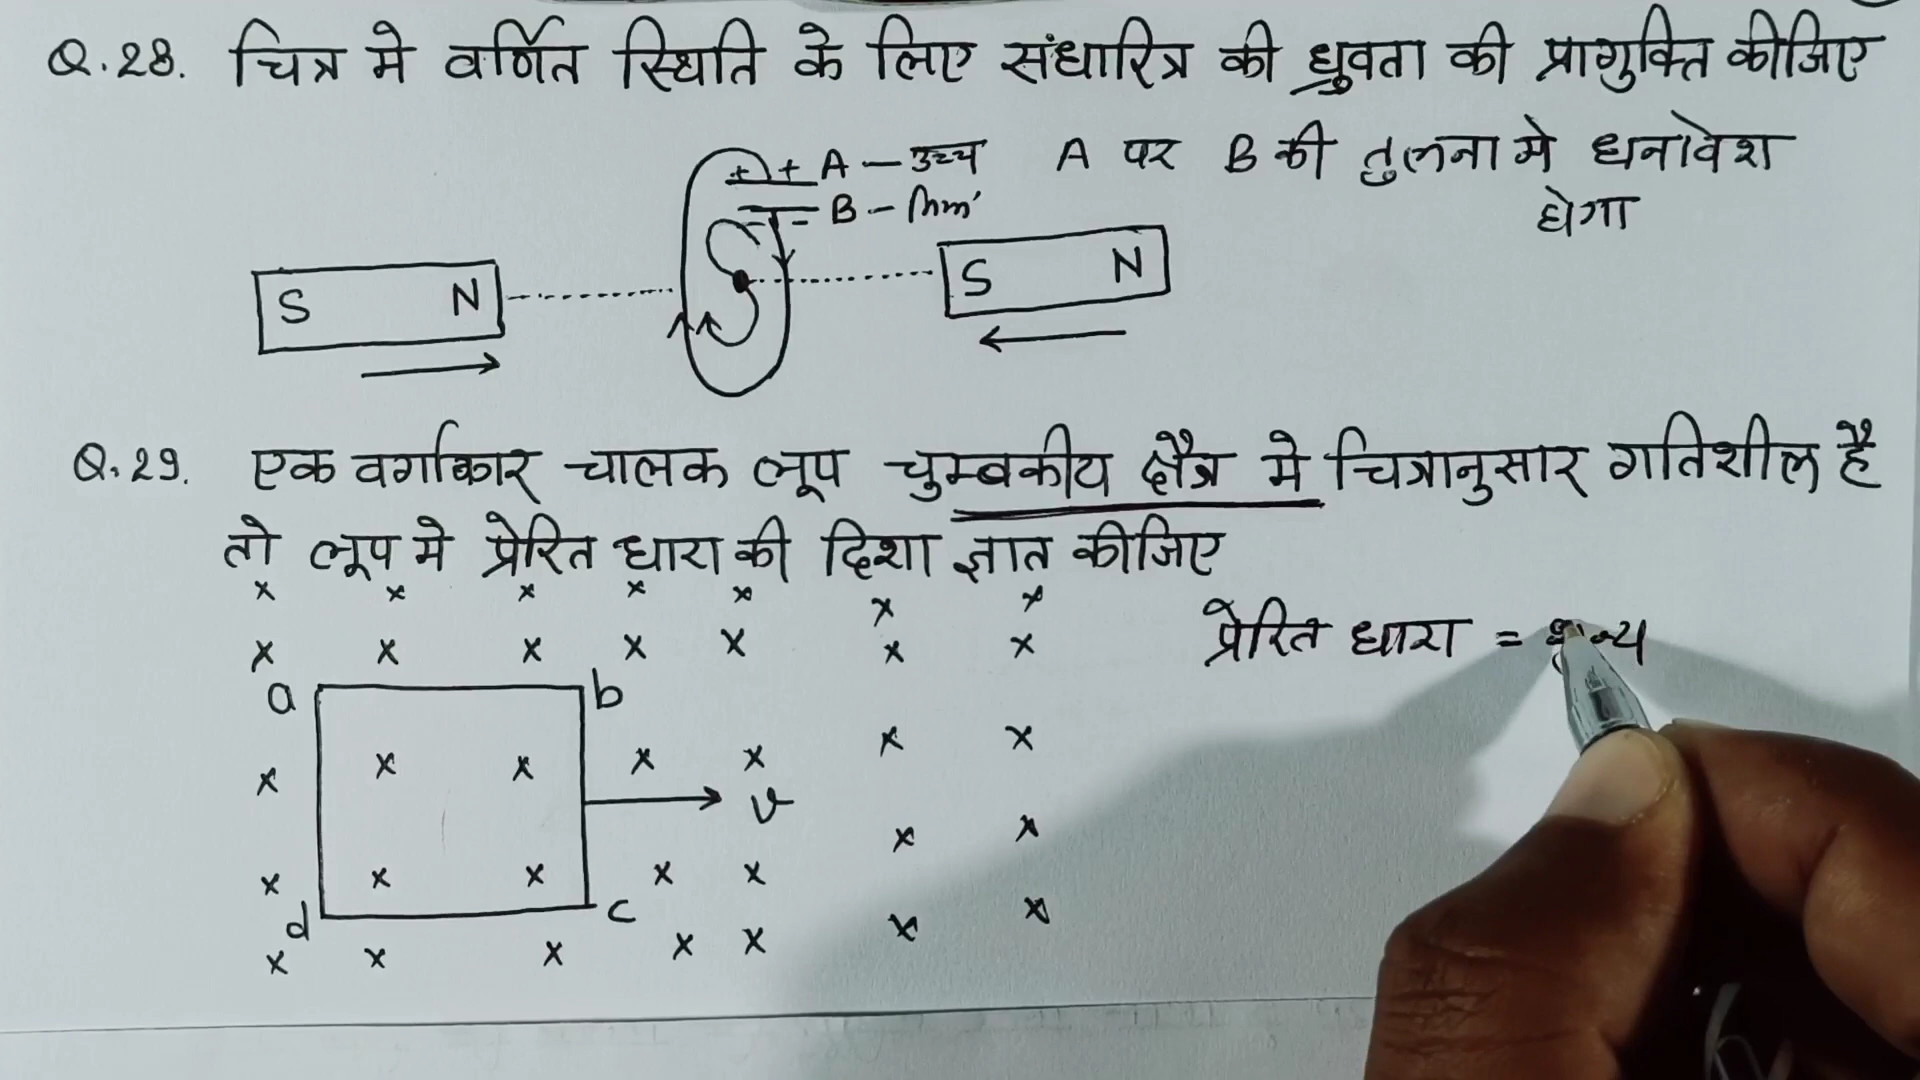 Q.28. चित्र मे वर्णित स्थिति के लिए संधारित्र की ध्रुवता की प्रागुक्ति कीजिए
+ + A – उच्च A पर B की तुलना मे धनावेश
- - B – निम्न होगा
S N S N
Q.29. एक वर्गाकार चालक लूप चुम्बकीय क्षैत्र मे चित्रानुसार गतिशील है
तो लूप मे प्रेरित धारा की दिशा ज्ञात कीजिए
x x x x x x x
प्रेरित धारा = शून्य
x x x x x x x
a b
x x x x x x x
v
x x x x x x x
d c
x x x x x x x